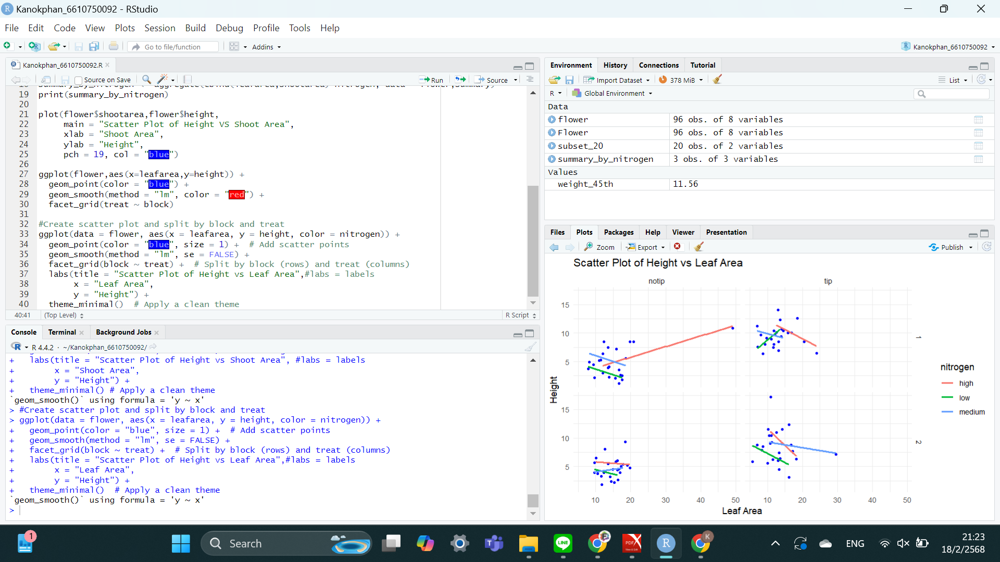 Kanokphan_6610750092 - RStudio
File Edit Code View Plots Session Build Debug Profile Tools Help
Go to file/function Addins Kanokphan_6610750092
Kanokphan_6610750092.R
Source on Save Run Source
19 print(summary_by_nitrogen)
20
21 plot(flower$shootarea,flower$height,
22 main = "Scatter Plot of Height VS Shoot Area",
23 xlab = "Shoot Area",
24 ylab = "Height",
25 pch = 19, col = "blue")
26
27 ggplot(flower,aes(x=leafarea,y=height)) +
28 geom_point(color = "blue") +
29 geom_smooth(method = "lm", color = "red") +
30 facet_grid(treat ~ block)
31
32 #Create scatter plot and split by block and treat
33 ggplot(data = flower, aes(x = leafarea, y = height, color = nitrogen)) +
34 geom_point(color = "blue", size = 1) + # Add scatter points
35 geom_smooth(method = "lm", se = FALSE) +
36 facet_grid(block ~ treat) + # Split by block (rows) and treat (columns)
37 labs(title = "Scatter Plot of Height vs Leaf Area",#labs = labels
38 x = "Leaf Area",
39 y = "Height") +
40 theme_minimal() # Apply a clean theme
40:41 (Top Level) R Script
Console Terminal Background Jobs
R 4.4.2 · ~/Kanokphan_6610750092/
+ labs(title = "Scatter Plot of Height vs Shoot Area", #labs = labels
+ x = "Shoot Area",
+ y = "Height") +
+ theme_minimal() # Apply a clean theme
`geom_smooth()` using formula = 'y ~ x'
> #Create scatter plot and split by block and treat
> ggplot(data = flower, aes(x = leafarea, y = height, color = nitrogen)) +
+ geom_point(color = "blue", size = 1) + # Add scatter points
+ geom_smooth(method = "lm", se = FALSE) +
+ facet_grid(block ~ treat) + # Split by block (rows) and treat (columns)
+ labs(title = "Scatter Plot of Height vs Leaf Area",#labs = labels
+ x = "Leaf Area",
+ y = "Height") +
+ theme_minimal() # Apply a clean theme
`geom_smooth()` using formula = 'y ~ x'
>
Environment History Connections Tutorial
Import Dataset 378 MiB List
R Global Environment
Data
flower 96 obs. of 8 variables
Flower 96 obs. of 8 variables
subset_20 20 obs. of 2 variables
summary_by_nitrogen 3 obs. of 3 variables
Values
weight_45th 11.56
Files Plots Packages Help Viewer Presentation
Zoom Export Publish
Scatter Plot of Height vs Leaf Area
notip tip
15
10
5
1
15
10
5
2
Height
10 20 30 40 50 10 20 30 40 50
Leaf Area
nitrogen
high
low
medium
1
Search
LINE
PDF
View & Edit
R
K
ENG
21:23
18/2/2568